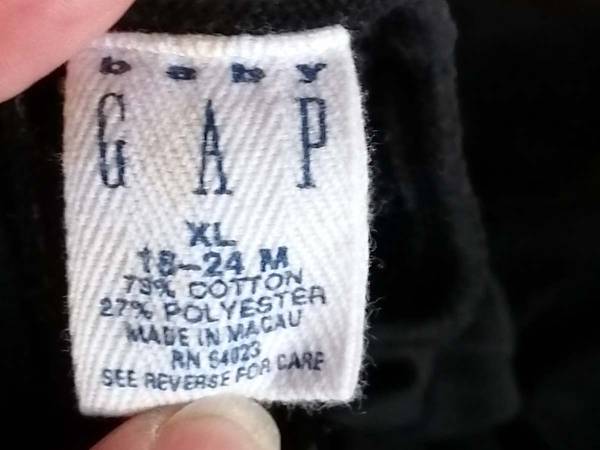 baby
GAP
XL
18-24 M
73% COTTON
27% POLYESTER
MADE IN MACAU
RN 54023
SEE REVERSE FOR CARE